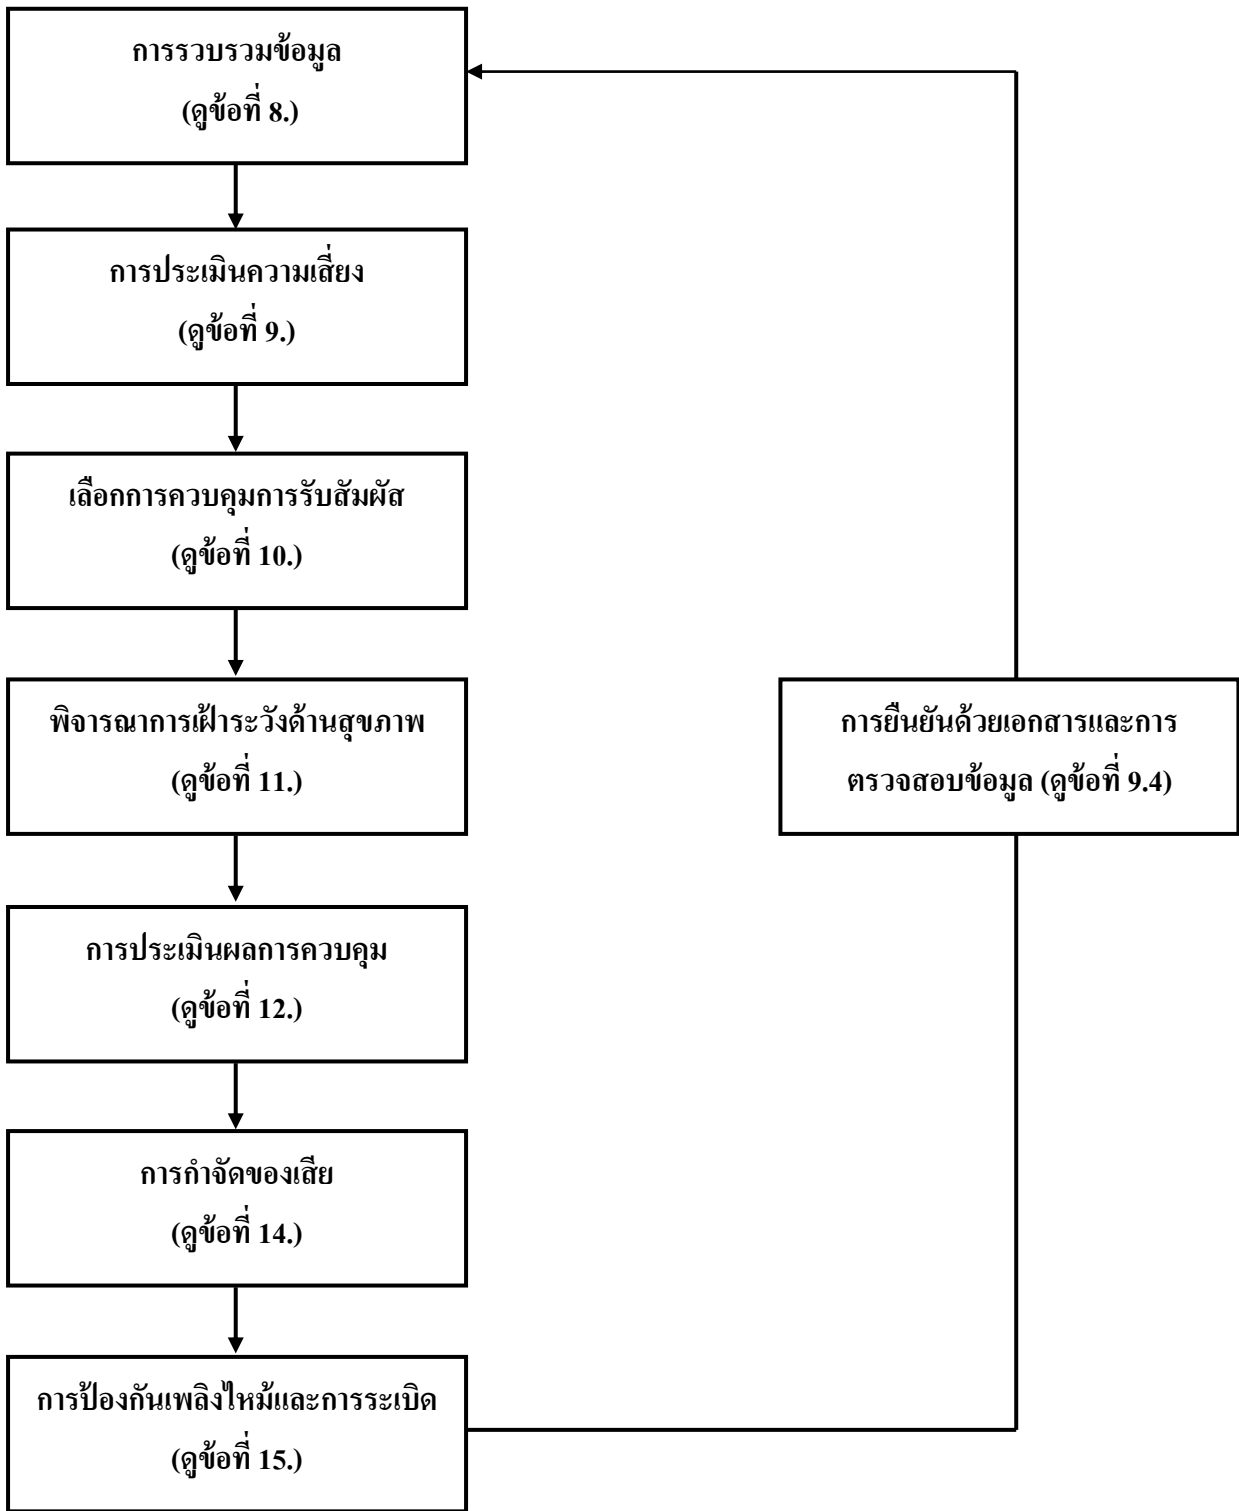 การรวบรวมข้อมูล
(ดูข้อที่ 8.)
การประเมินความเสี่ยง
(ดูข้อที่ 9.)
เลือกการควบคุมการรับสัมผัส
(ดูข้อที่ 10.)
พิจารณาการเฝ้าระวังด้านสุขภาพ
(ดูข้อที่ 11.)
การยืนยันด้วยเอกสารและการ
ตรวจสอบข้อมูล (ดูข้อที่ 9.4)
การประเมินผลการควบคุม
(ดูข้อที่ 12.)
การกำจัดของเสีย
(ดูข้อที่ 14.)
การป้องกันเพลิงไหม้และการระเบิด
(ดูข้อที่ 15.)